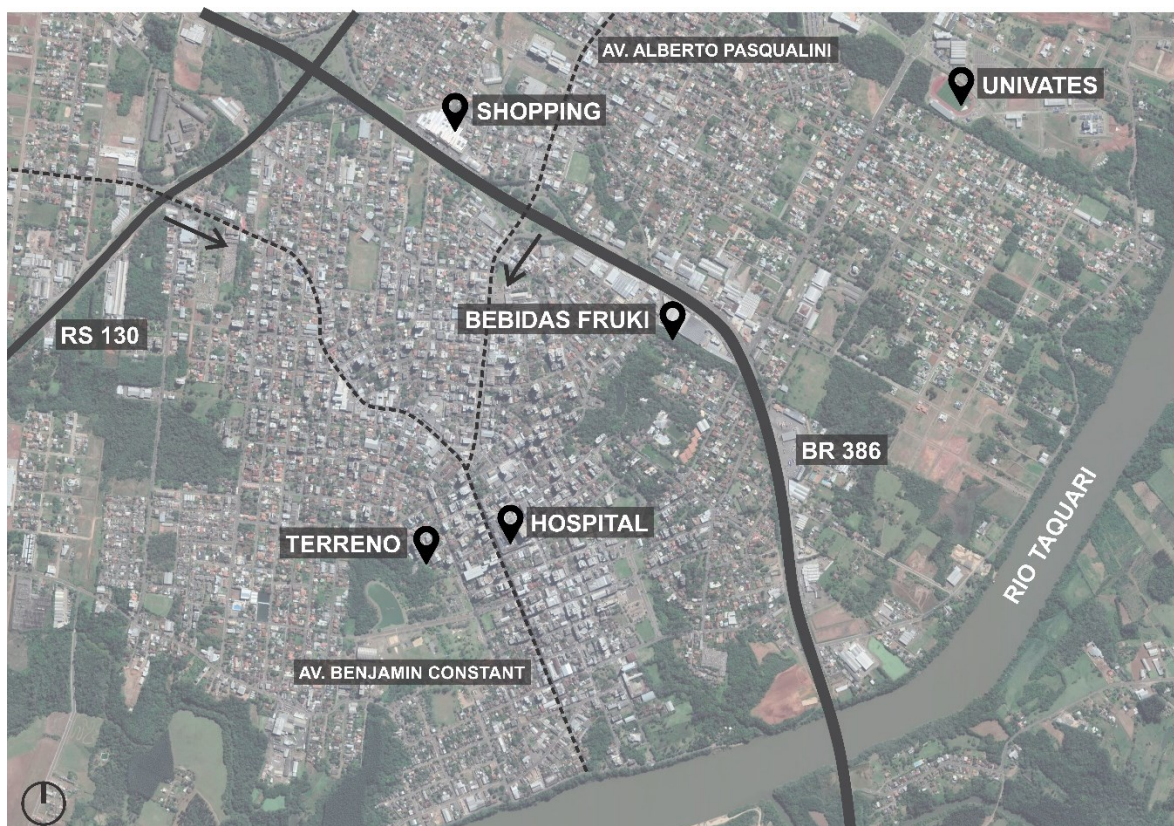 AV. ALBERTO PASQUALINI
UNIVATES
SHOPPING
BEBIDAS FRUKI
RS 130
BR 386
HOSPITAL
TERRENO
RIO TAQUARI
AV. BENJAMIN CONSTANT